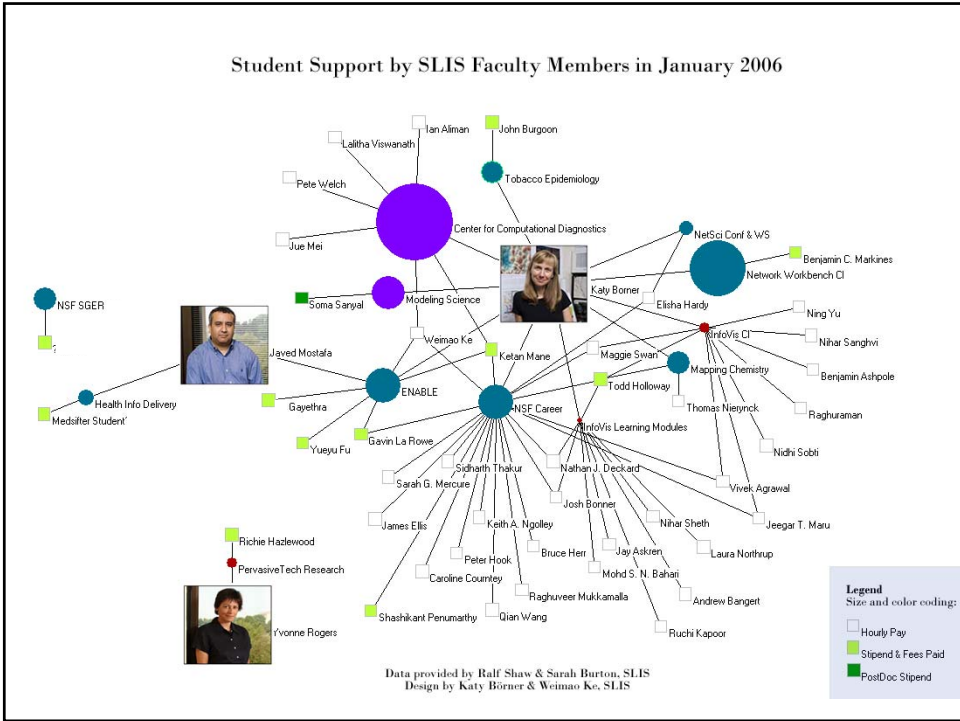 Student Support by SLIS Faculty Members in January 2006
Ian Aliman
John Burgoon
Lalitha Viswanath
Tobacco Epidemiology
Pete Welch
Center for Computational Diagnostics
NetSci Conf & WS
Jue Mei
Benjamin C. Markines
Network Workbench CI
Katy Borner
NSF SGER
Soma Sanyal
Modeling Science
Elisha Hardy
Ning Yu
InfoVis CI
Weimao Ke
Nihar Sanghvi
?
Javed Mostafa
Ketan Mane
Maggie Swan
Mapping Chemistry
Benjamin Ashpole
Todd Holloway
ENABLE
Health Info Delivery
Gayethra
Thomas Nierynck
NSF Career
Raghuraman
Medsifter Student'
InfoVis Learning Modules
Yueyu Fu
Gavin La Rowe
Nidhi Sobti
Sidharth Thakur
Nathan J. Deckard
Sarah G. Mercure
Vivek Agrawal
Josh Bonner
James Ellis
Keith A. Ngolley
Nihar Sheth
Jeegar T. Maru
Richie Hazlewood
Bruce Herr
Jay Askren
Laura Northrup
Peter Hook
PervasiveTech Research
Mohd S. N. Bahari
Caroline Courntey
Raghuveer Mukkamalla
Andrew Bangert
Shashikant Penumarthy
Qian Wang
Ruchi Kapoor
Yvonne Rogers
Legend
Size and color coding:
Hourly Pay
Stipend & Fees Paid
PostDoc Stipend
Data provided by Ralf Shaw & Sarah Burton, SLIS
Design by Katy Börner & Weimao Ke, SLIS